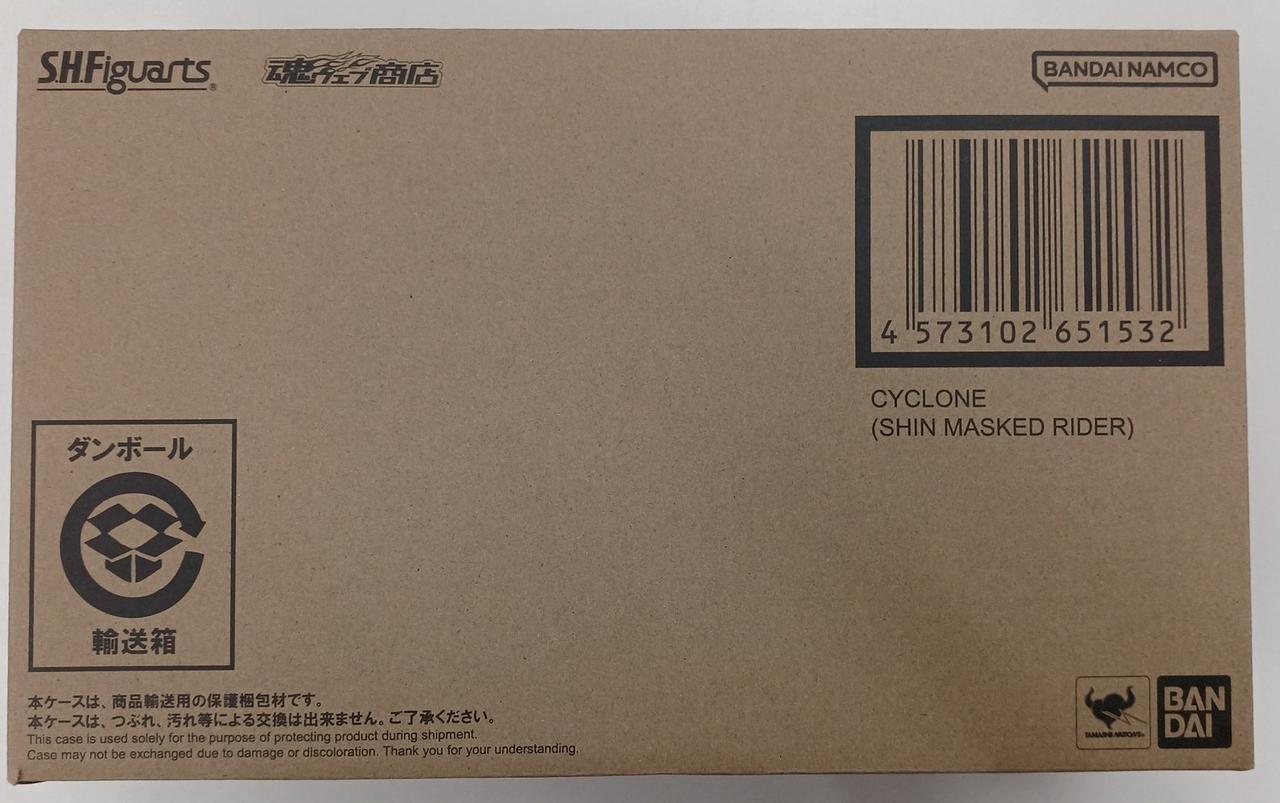 S.H.Figuarts®
魂ウェブ商店
BANDAI NAMCO
4 573102 651532
CYCLONE
(SHIN MASKED RIDER)
ダンボール
輸送箱
本ケースは、商品輸送用の保護梱包材です。
本ケースは、つぶれ、汚れ等による交換は出来ません。ご了承ください。
This case is used solely for the purpose of protecting product during shipment.
Case may not be exchanged due to damage or discoloration. Thank you for your understanding.
TAMASHII NATIONS®
BAN
DAI